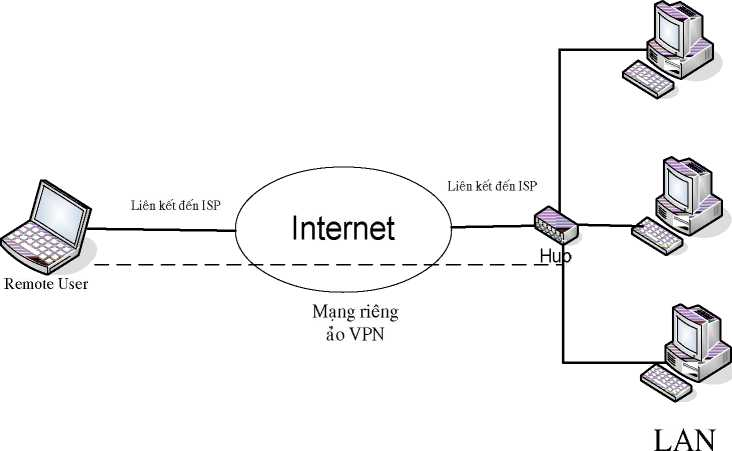 Liên kết đến ISP
Liên kết đến ISP
Internet
Hub
Remote User
Mạng riêng
ảo VPN
LAN